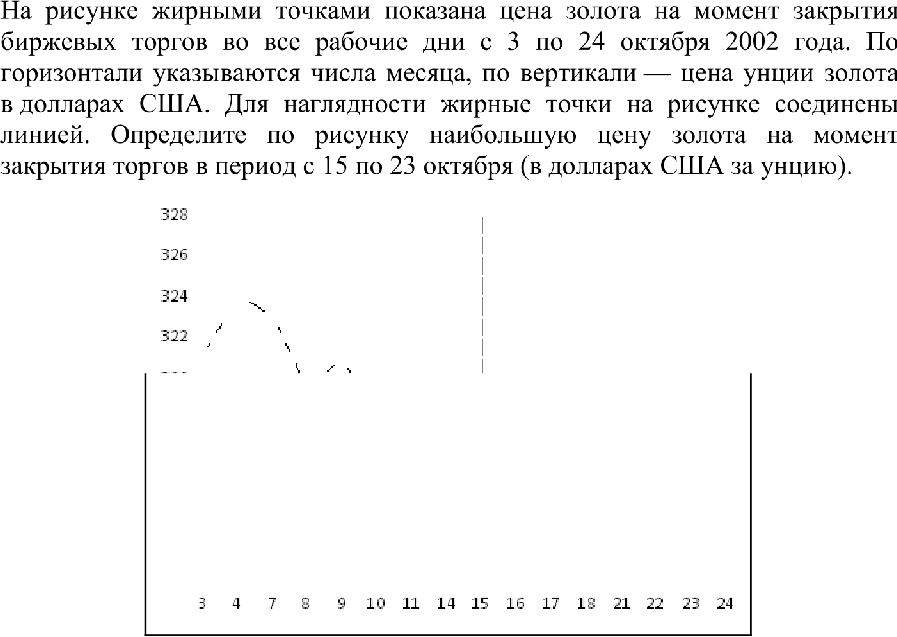 На рисунке жирными точками показана цена золота на момент закрытия
биржевых торгов во все рабочие дни с 3 по 24 октября 2002 года. По
горизонтали указываются числа месяца, по вертикали — цена унции золота
в долларах США. Для наглядности жирные точки на рисунке соединены
линией. Определите по рисунку наибольшую цену золота на момент
закрытия торгов в период с 15 по 23 октября (в долларах США за унцию).
328
326
324
322
3 4 7 8 9 10 11 14 15 16 17 18 21 22 23 24